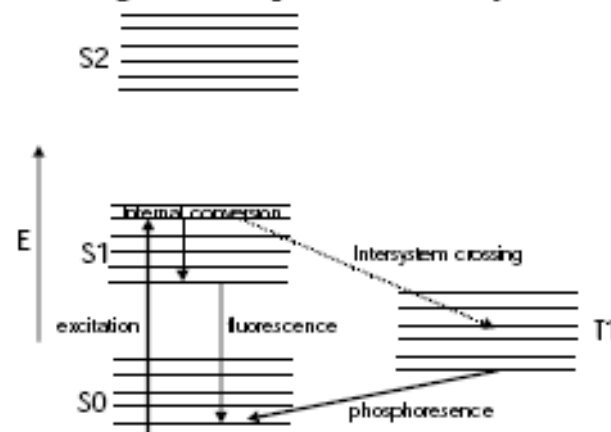 S2
Internal conversion
E
S1
Intersystem crossing
excitation
fluorescence
T1
S0
phosphoresence